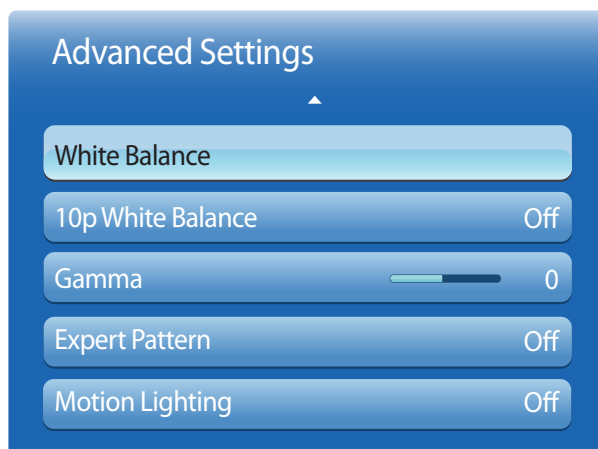 Advanced Settings
White Balance
10p White Balance Off
Gamma 0
Expert Pattern Off
Motion Lighting Off